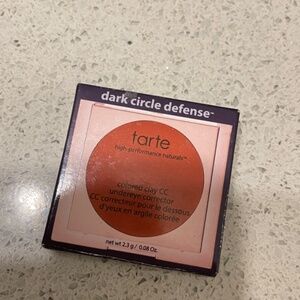 dark circle defense™
tarte
high-performance naturals™
colored clay CC
undereye corrector
CC correcteur pour le dessous
d'yeux en argile colorée
net wt 2.3 g / 0.08 Oz.